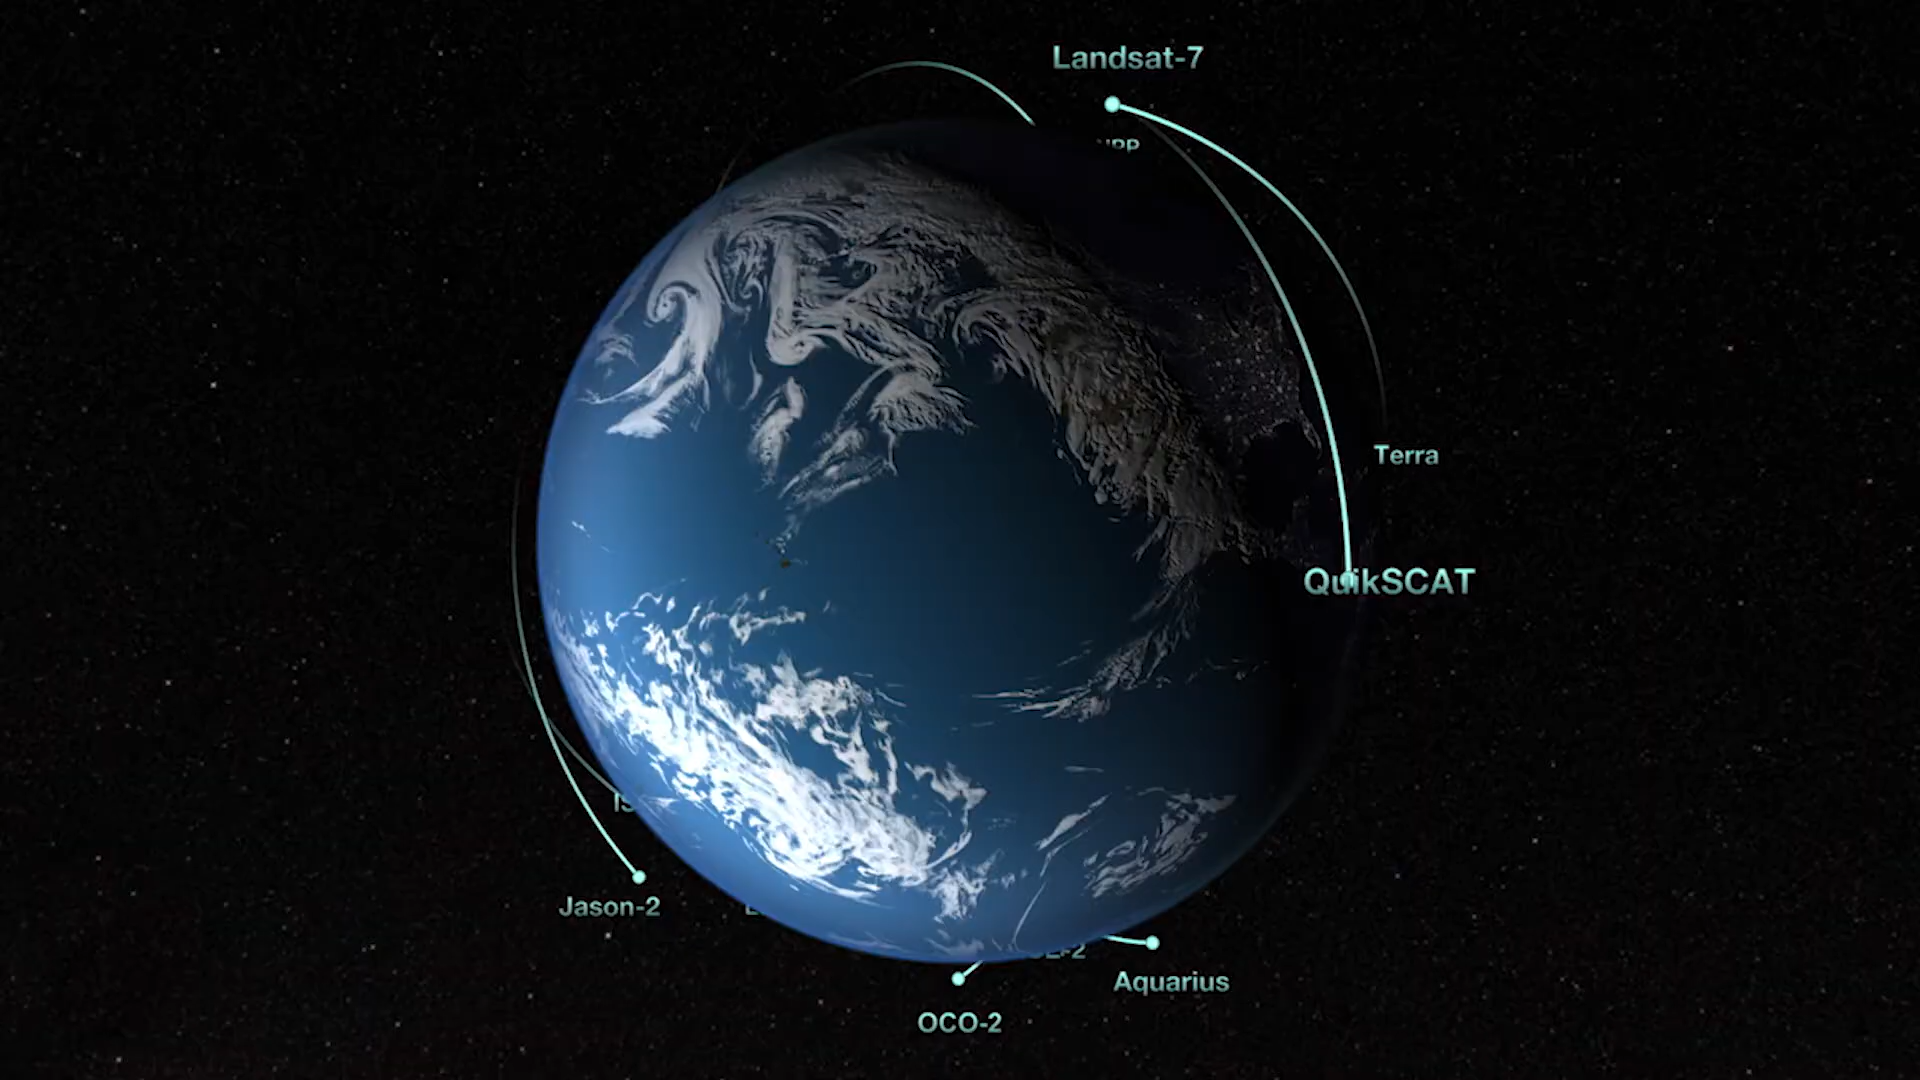 Landsat-7
Terra
QuikSCAT
Jason-2
Aquarius
OCO-2